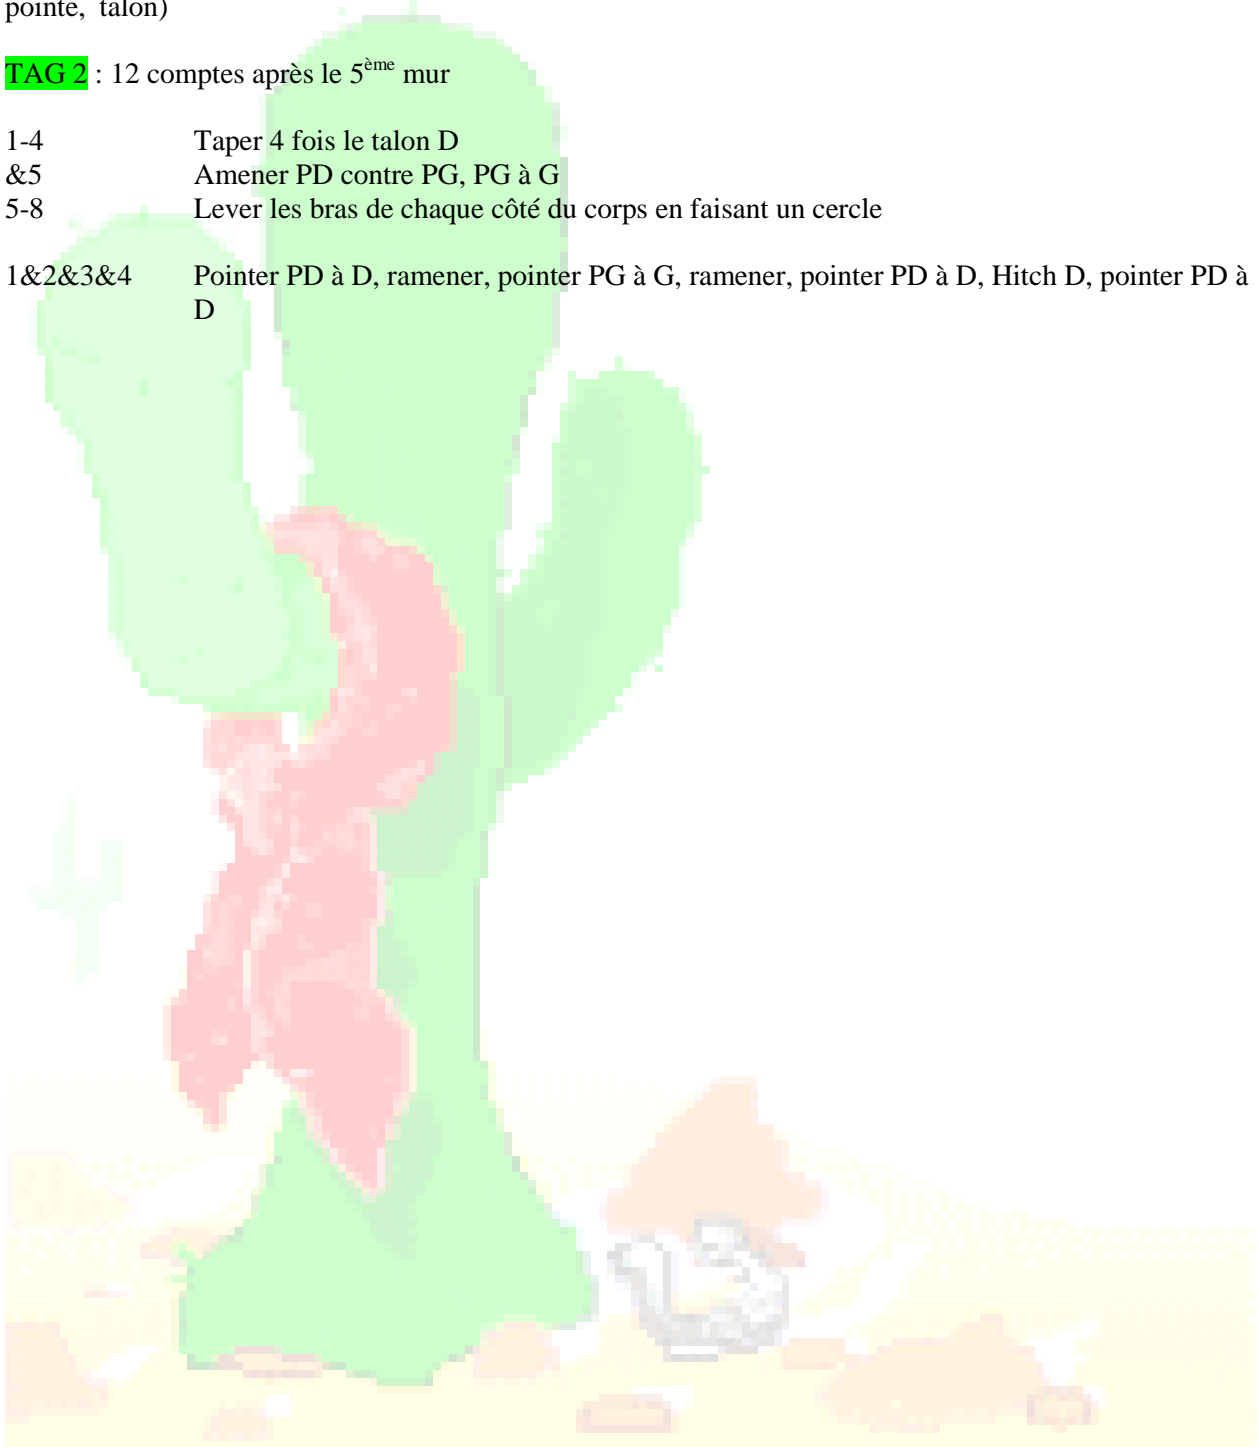 pointe, talon)
TAG 2 : 12 comptes après le 5ème mur
1-4 Taper 4 fois le talon D
&5 Amener PD contre PG, PG à G
5-8 Lever les bras de chaque côté du corps en faisant un cercle
1&2&3&4 Pointer PD à D, ramener, pointer PG à G, ramener, pointer PD à D, Hitch D, pointer PD à
D